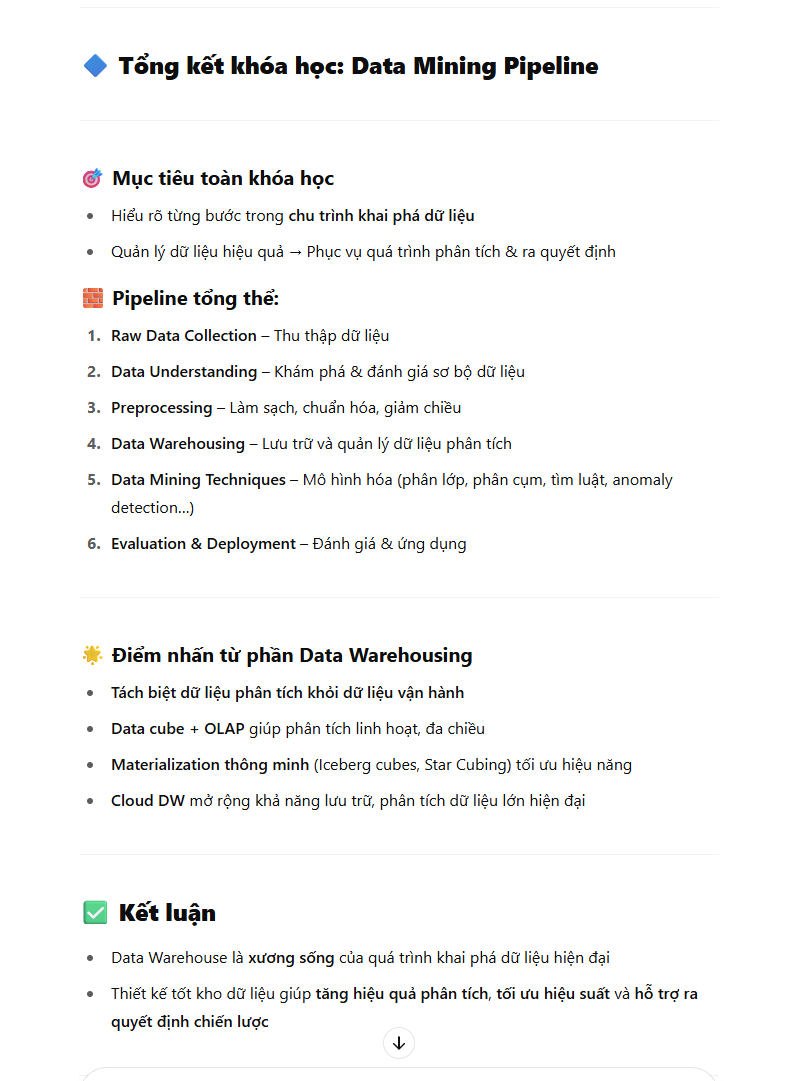 Tổng kết khóa học: Data Mining Pipeline
Mục tiêu toàn khóa học
• Hiểu rõ từng bước trong chu trình khai phá dữ liệu
• Quản lý dữ liệu hiệu quả → Phục vụ quá trình phân tích & ra quyết định
Pipeline tổng thể:
1. Raw Data Collection – Thu thập dữ liệu
2. Data Understanding – Khám phá & đánh giá sơ bộ dữ liệu
3. Preprocessing – Làm sạch, chuẩn hóa, giảm chiều
4. Data Warehousing – Lưu trữ và quản lý dữ liệu phân tích
5. Data Mining Techniques – Mô hình hóa (phân lớp, phân cụm, tìm luật, anomaly
detection...)
6. Evaluation & Deployment – Đánh giá & ứng dụng
Điểm nhấn từ phần Data Warehousing
• Tách biệt dữ liệu phân tích khỏi dữ liệu vận hành
• Data cube + OLAP giúp phân tích linh hoạt, đa chiều
• Materialization thông minh (Iceberg cubes, Star Cubing) tối ưu hiệu năng
• Cloud DW mở rộng khả năng lưu trữ, phân tích dữ liệu lớn hiện đại
Kết luận
• Data Warehouse là xương sống của quá trình khai phá dữ liệu hiện đại
• Thiết kế tốt kho dữ liệu giúp tăng hiệu quả phân tích, tối ưu hiệu suất và hỗ trợ ra
quyết định chiến lược